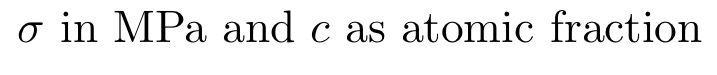 σ in MPa and c as atomic fraction